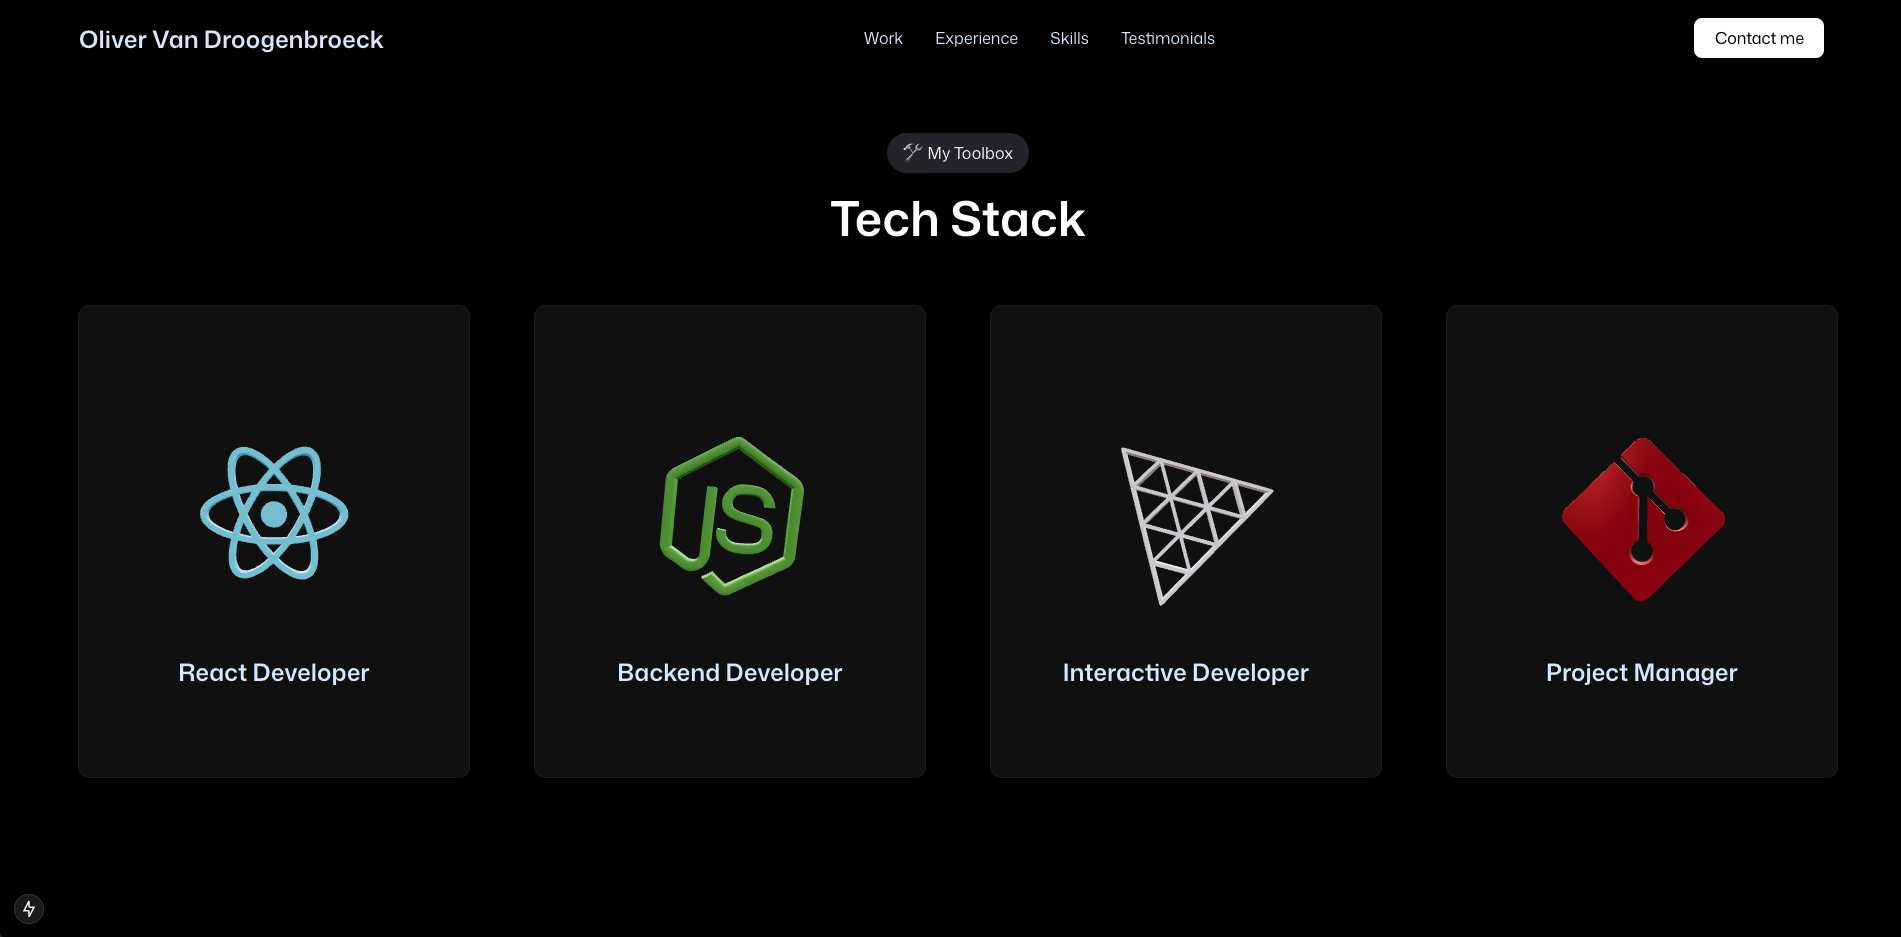 Oliver Van Droogenbroeck
Work
Experience
Skills
Testimonials
Contact me
🛠️ My Toolbox
Tech Stack
JS
React Developer
Backend Developer
Interactive Developer
Project Manager